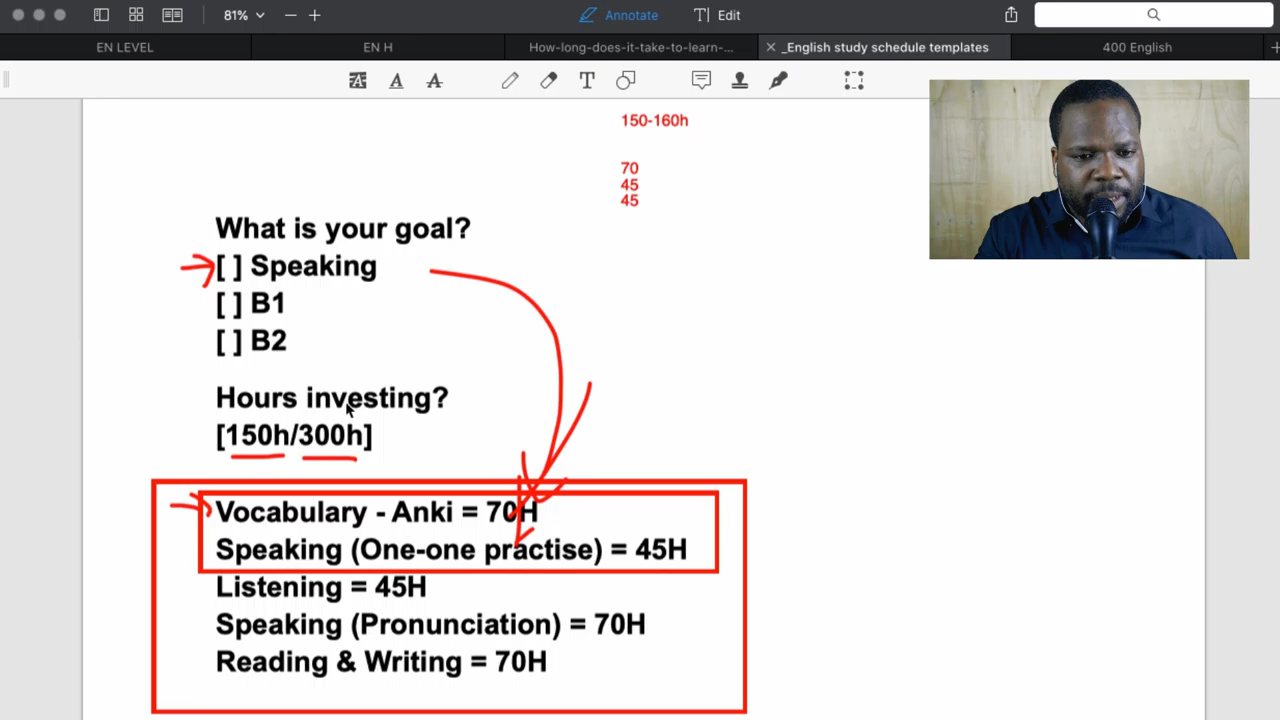 81%
Annotate
T Edit
EN LEVEL
EN H
How-long-does-it-take-to-learn-...
_English study schedule templates
400 English
150-160h
70
45
45
What is your goal?
[ ] Speaking
[ ] B1
[ ] B2
Hours investing?
[150h/300h]
Vocabulary - Anki = 70H
Speaking (One-one practise) = 45H
Listening = 45H
Speaking (Pronunciation) = 70H
Reading & Writing = 70H